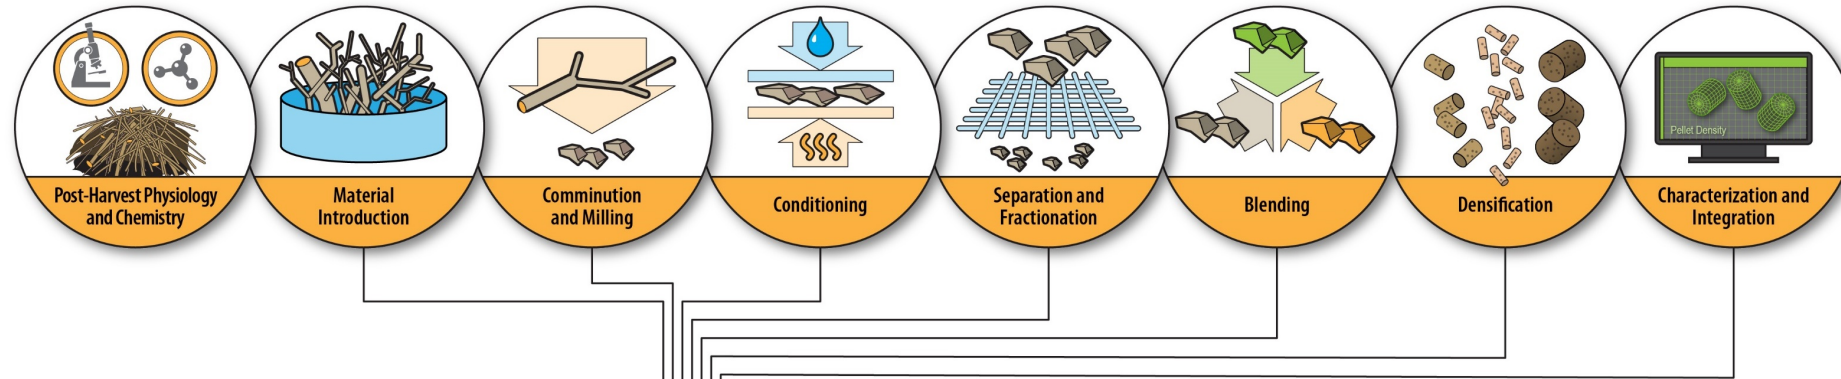 Post-Harvest Physiology
and Chemistry
Material
Introduction
Comminution
and Milling
Conditioning
Separation and
Fractionation
Blending
Densification
Pellet Density
Characterization and
Integration